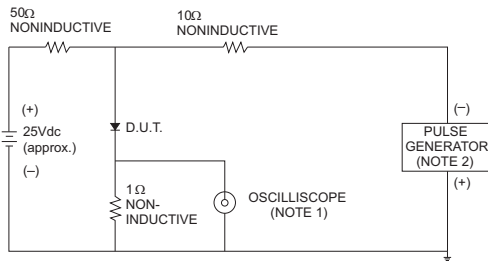 50Ω
NONINDUCTIVE
10Ω
NONINDUCTIVE
(+)
25Vdc
(approx.)
(–)
D.U.T.
1Ω
NON-
INDUCTIVE
OSCILLISCOPE
(NOTE 1)
(–)
PULSE
GENERATOR
(NOTE 2)
(+)